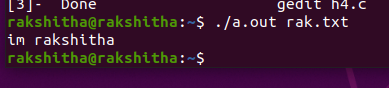 [3]-  Done                    gedit h4.c
rakshitha@rakshitha:~$ ./a.out rak.txt
im rakshitha
rakshitha@rakshitha:~$